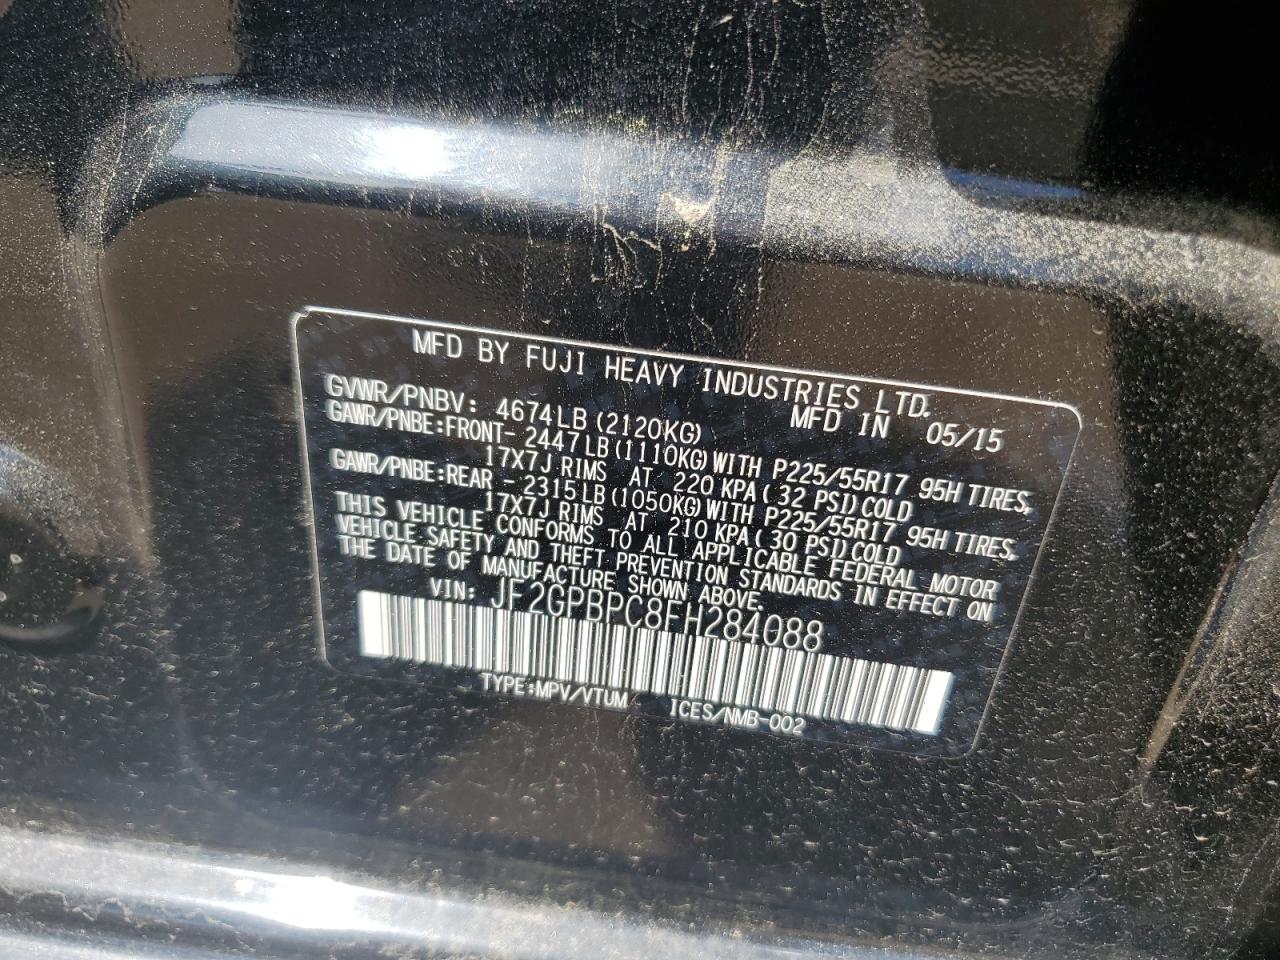 MFD BY FUJI HEAVY INDUSTRIES LTD.
GVWR/PNBV: 4674LB(2120KG) MFD IN 05/15
GAWR/PNBE:FRONT-2447LB(1110KG)WITH P225/55R17 95H TIRES,
17X7J RIMS AT 220 KPA(32 PSI)COLD
GAWR/PNBE:REAR -2315LB(1050KG)WITH P225/55R17 95H TIRES,
17X7J RIMS AT 210 KPA(30 PSI)COLD
THIS VEHICLE CONFORMS TO ALL APPLICABLE FEDERAL MOTOR
VEHICLE SAFETY AND THEFT PREVENTION STANDARDS IN EFFECT ON
THE DATE OF MANUFACTURE SHOWN ABOVE.
VIN: JF2GPBPC8FH284088
TYPE:MPV/VTUM ICES/NMB-002